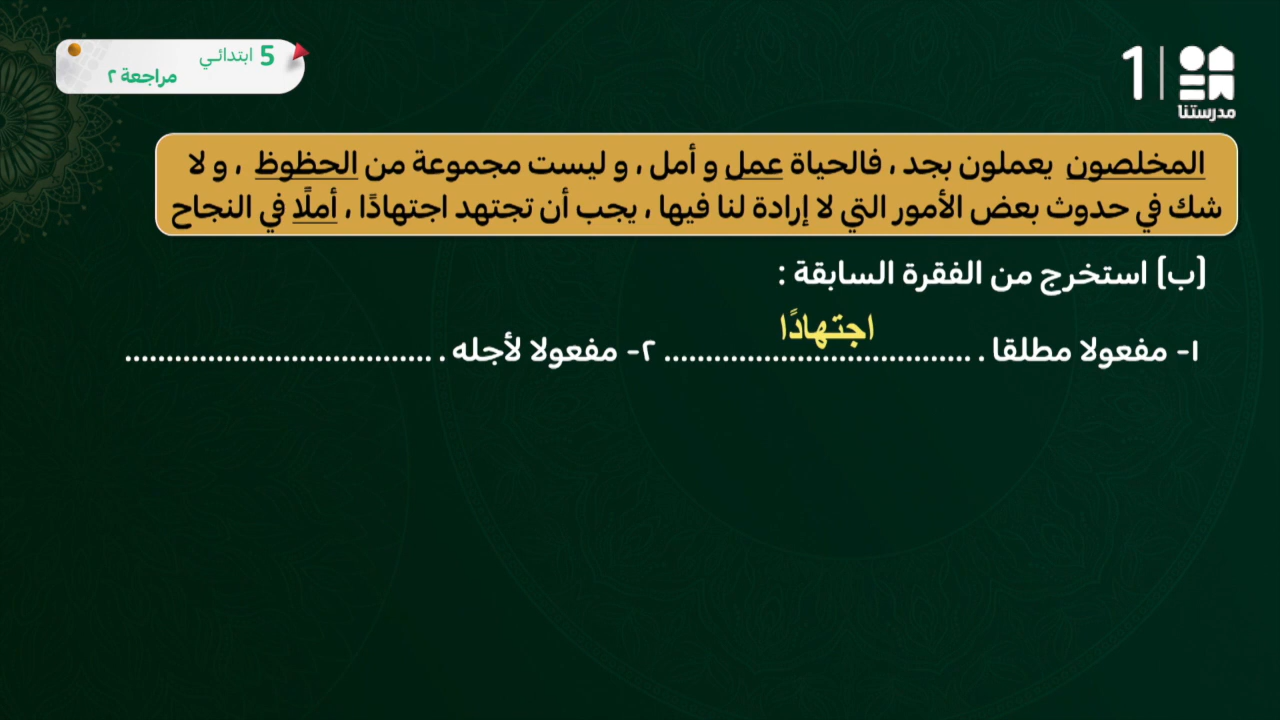 5 ابتدائي
مراجعة ٢
1
مدرستنا
المخلصون يعملون بجد ، فالحياة عمل و أمل ، و ليست مجموعة من الحظوظ ، و لا
شك في حدوث بعض الأمور التي لا إرادة لنا فيها ، يجب أن تجتهد اجتهادًا ، أملًا في النجاح
(ب) استخرج من الفقرة السابقة :
اجتهادًا
١- مفعولا مطلقا . ..................................... ٢- مفعولا لأجله . .....................................